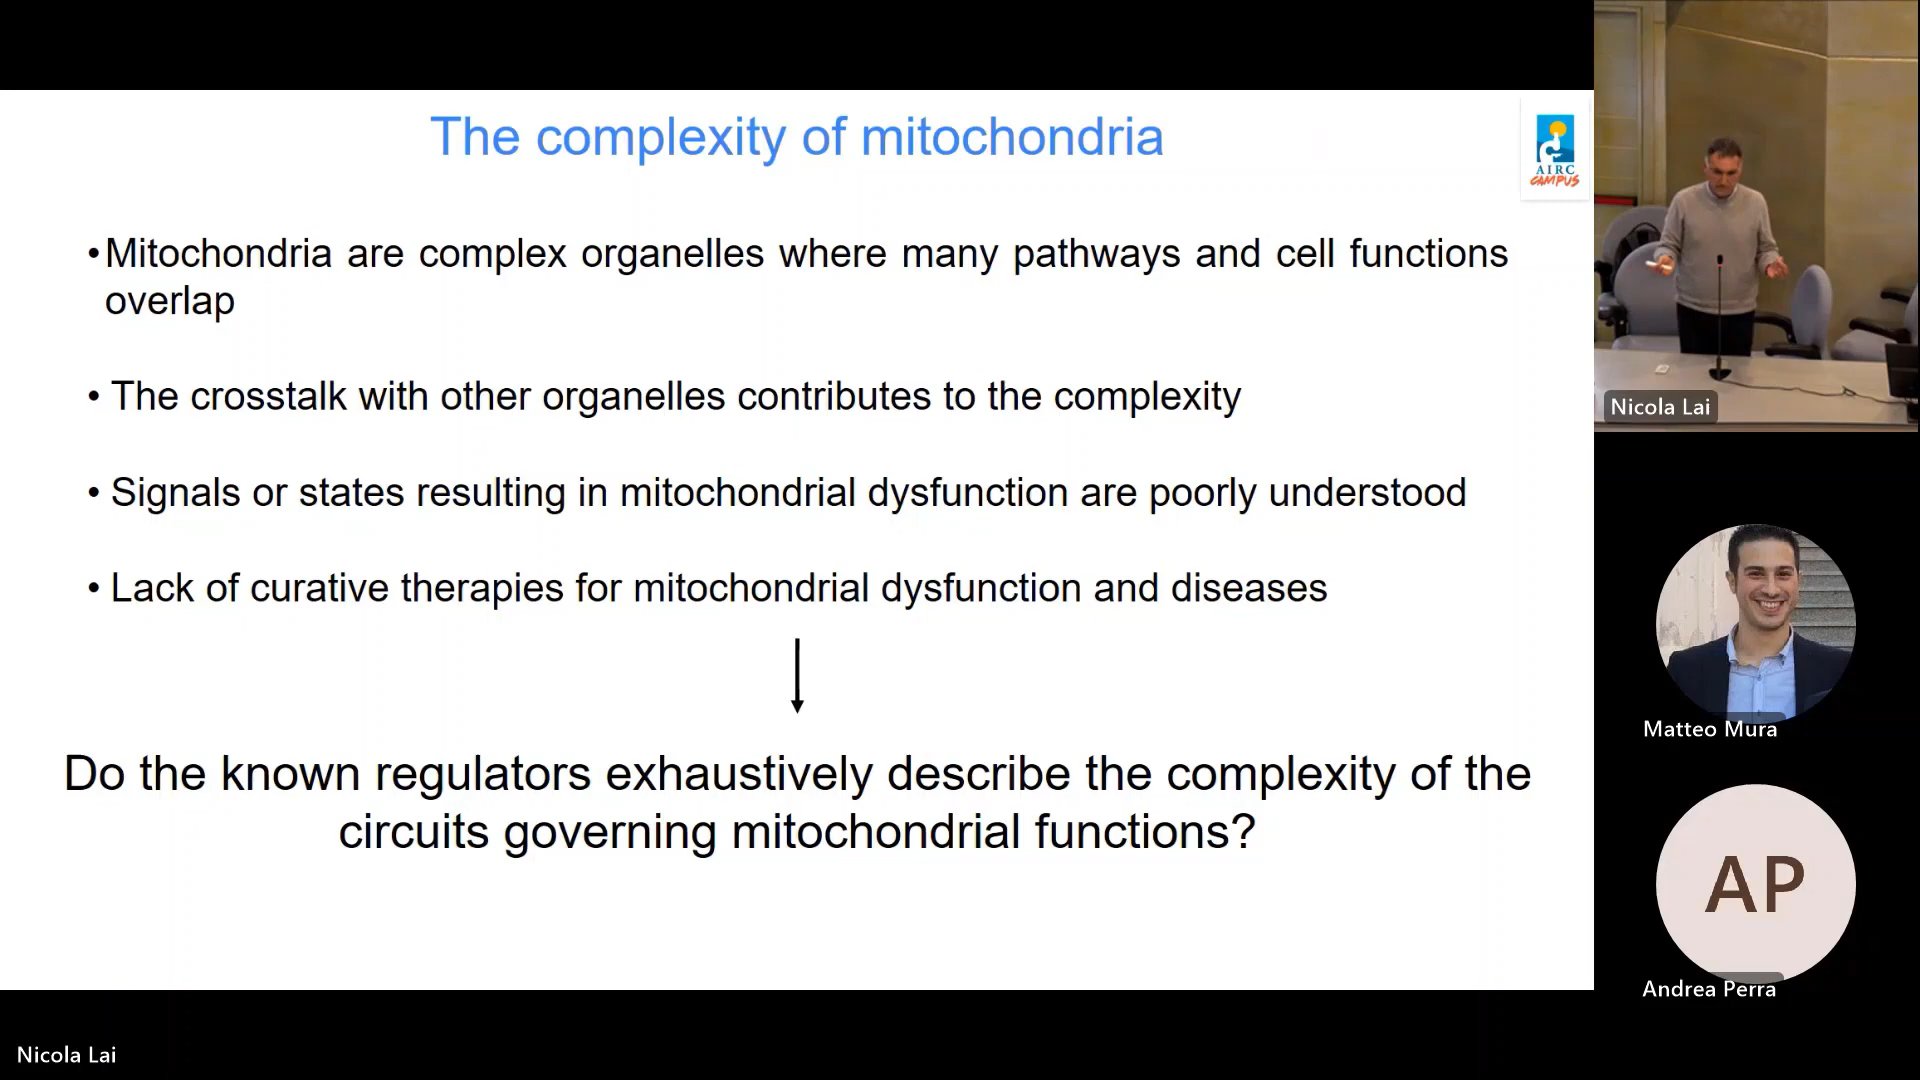 The complexity of mitochondria
AIRC
CAMPUS
•Mitochondria are complex organelles where many pathways and cell functions
overlap
• The crosstalk with other organelles contributes to the complexity
• Signals or states resulting in mitochondrial dysfunction are poorly understood
• Lack of curative therapies for mitochondrial dysfunction and diseases
Do the known regulators exhaustively describe the complexity of the
circuits governing mitochondrial functions?
Nicola Lai
Matteo Mura
AP
Andrea Perra
Nicola Lai